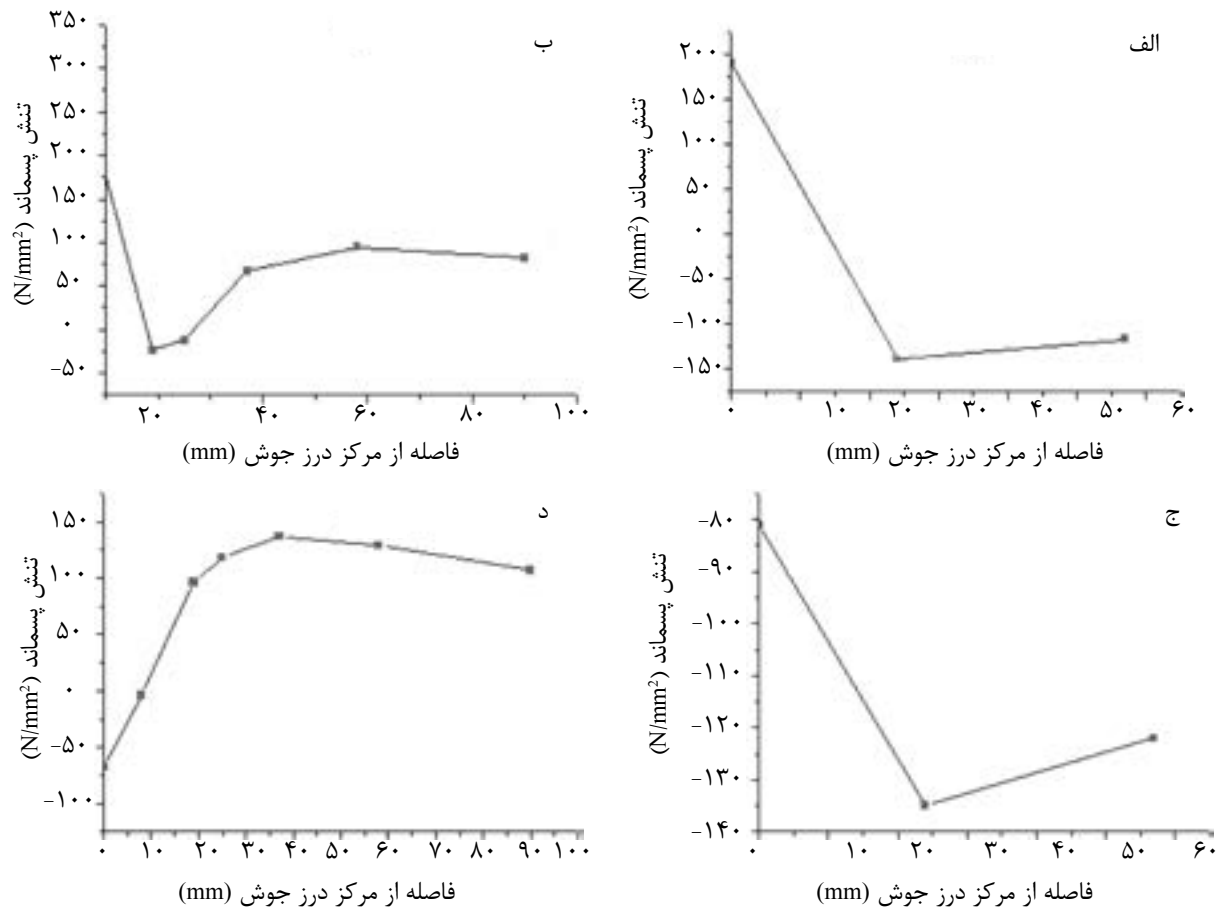 الف
تنش پسماند (N/mm²)
۲۰۰
۱۵۰
۱۰۰
۵۰
۰
−۵۰
−۱۰۰
−۱۵۰
۰ ۱۰ ۲۰ ۳۰ ۴۰ ۵۰ ۶۰
فاصله از مرکز درز جوش (mm)
ب
تنش پسماند (N/mm²)
۳۵۰
۳۰۰
۲۵۰
۲۰۰
۱۵۰
۱۰۰
۵۰
۰
−۵۰
۲۰ ۴۰ ۶۰ ۸۰ ۱۰۰
فاصله از مرکز درز جوش (mm)
ج
تنش پسماند (N/mm²)
−۸۰
−۹۰
−۱۰۰
−۱۱۰
−۱۲۰
−۱۳۰
−۱۴۰
۰ ۲۰ ۳۰ ۴۰ ۵۰ ۶۰
فاصله از مرکز درز جوش (mm)
د
تنش پسماند (N/mm²)
۱۵۰
۱۰۰
۵۰
۰
−۵۰
−۱۰۰
۰ ۱۰ ۲۰ ۳۰ ۴۰ ۵۰ ۶۰ ۷۰ ۸۰ ۹۰ ۱۰۰
فاصله از مرکز درز جوش (mm)